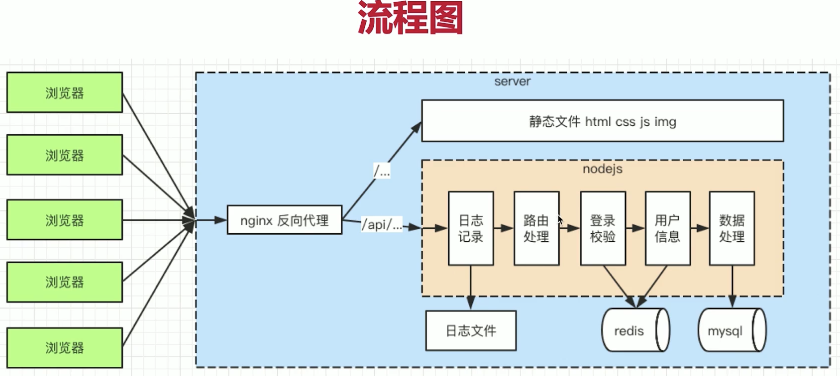 流程图
server
浏览器
浏览器
浏览器
浏览器
浏览器
静态文件 html css js img
/...
nodejs
nginx 反向代理
/api/...
日志
记录
路由
处理
登录
校验
用户
信息
数据
处理
日志文件
redis
mysql